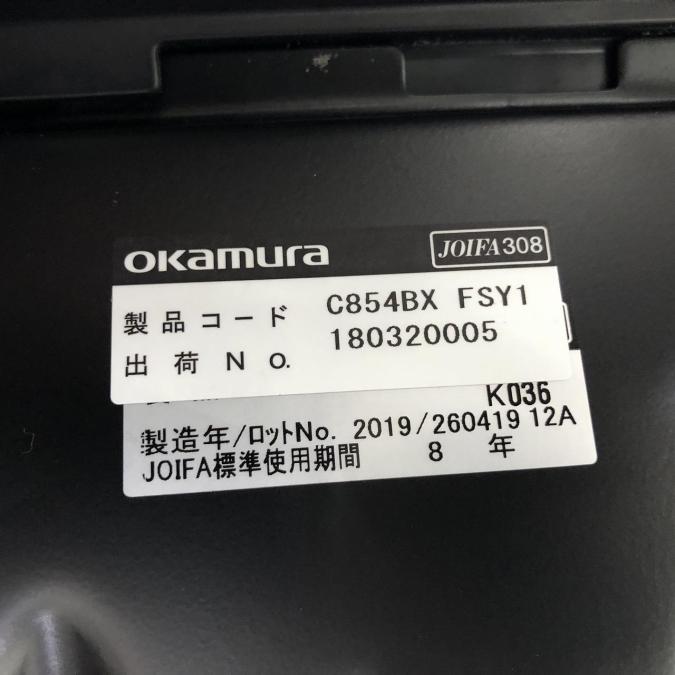 okamura
JOIFA308
製品コード C854BX FSY1
出荷NO. 180320005
K036
製造年/ロットNo. 2019/260419 12A
JOIFA標準使用期間 8 年